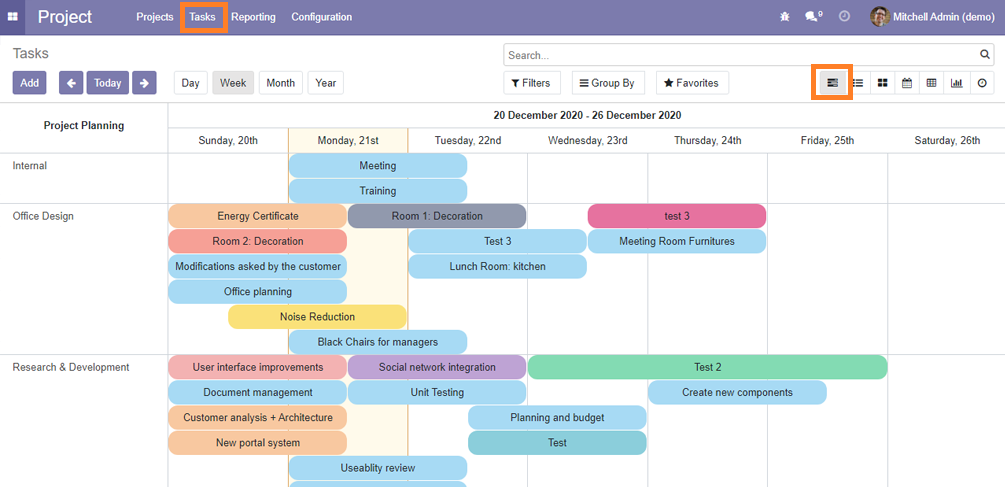 Project Projects Tasks Reporting Configuration 9 Mitchell Admin (demo)
Tasks Search...
Add Today Day Week Month Year Filters Group By Favorites
Project Planning
20 December 2020 - 26 December 2020
Sunday, 20th Monday, 21st Tuesday, 22nd Wednesday, 23rd Thursday, 24th Friday, 25th Saturday, 26th
Internal Meeting
Training
Office Design Energy Certificate Room 1: Decoration test 3
Room 2: Decoration Test 3 Meeting Room Furnitures
Modifications asked by the customer Lunch Room: kitchen
Office planning
Noise Reduction
Black Chairs for managers
Research & Development User interface improvements Social network integration Test 2
Document management Unit Testing Create new components
Customer analysis + Architecture Planning and budget
New portal system Test
Useablity review